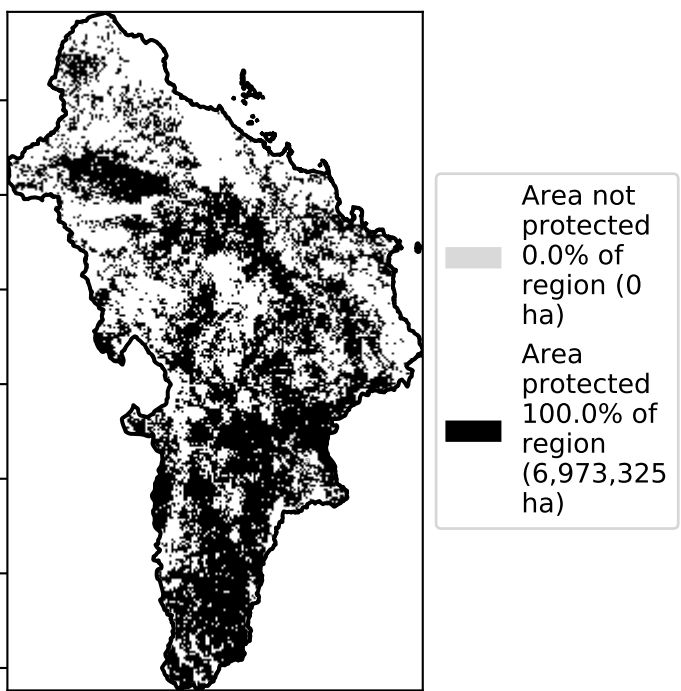 Area not
protected
0.0% of
region (0
ha)
Area
protected
100.0% of
region
(6,973,325
ha)